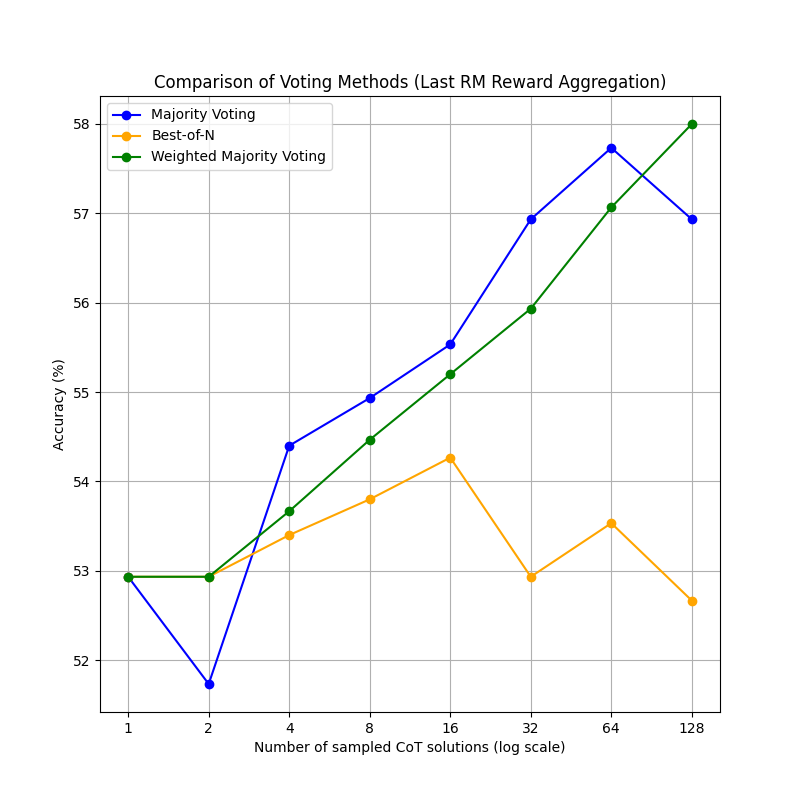 Comparison of Voting Methods (Last RM Reward Aggregation)
Majority Voting
Best-of-N
Weighted Majority Voting
58
57
56
55
54
53
52
Accuracy (%)
1 2 4 8 16 32 64 128
Number of sampled CoT solutions (log scale)